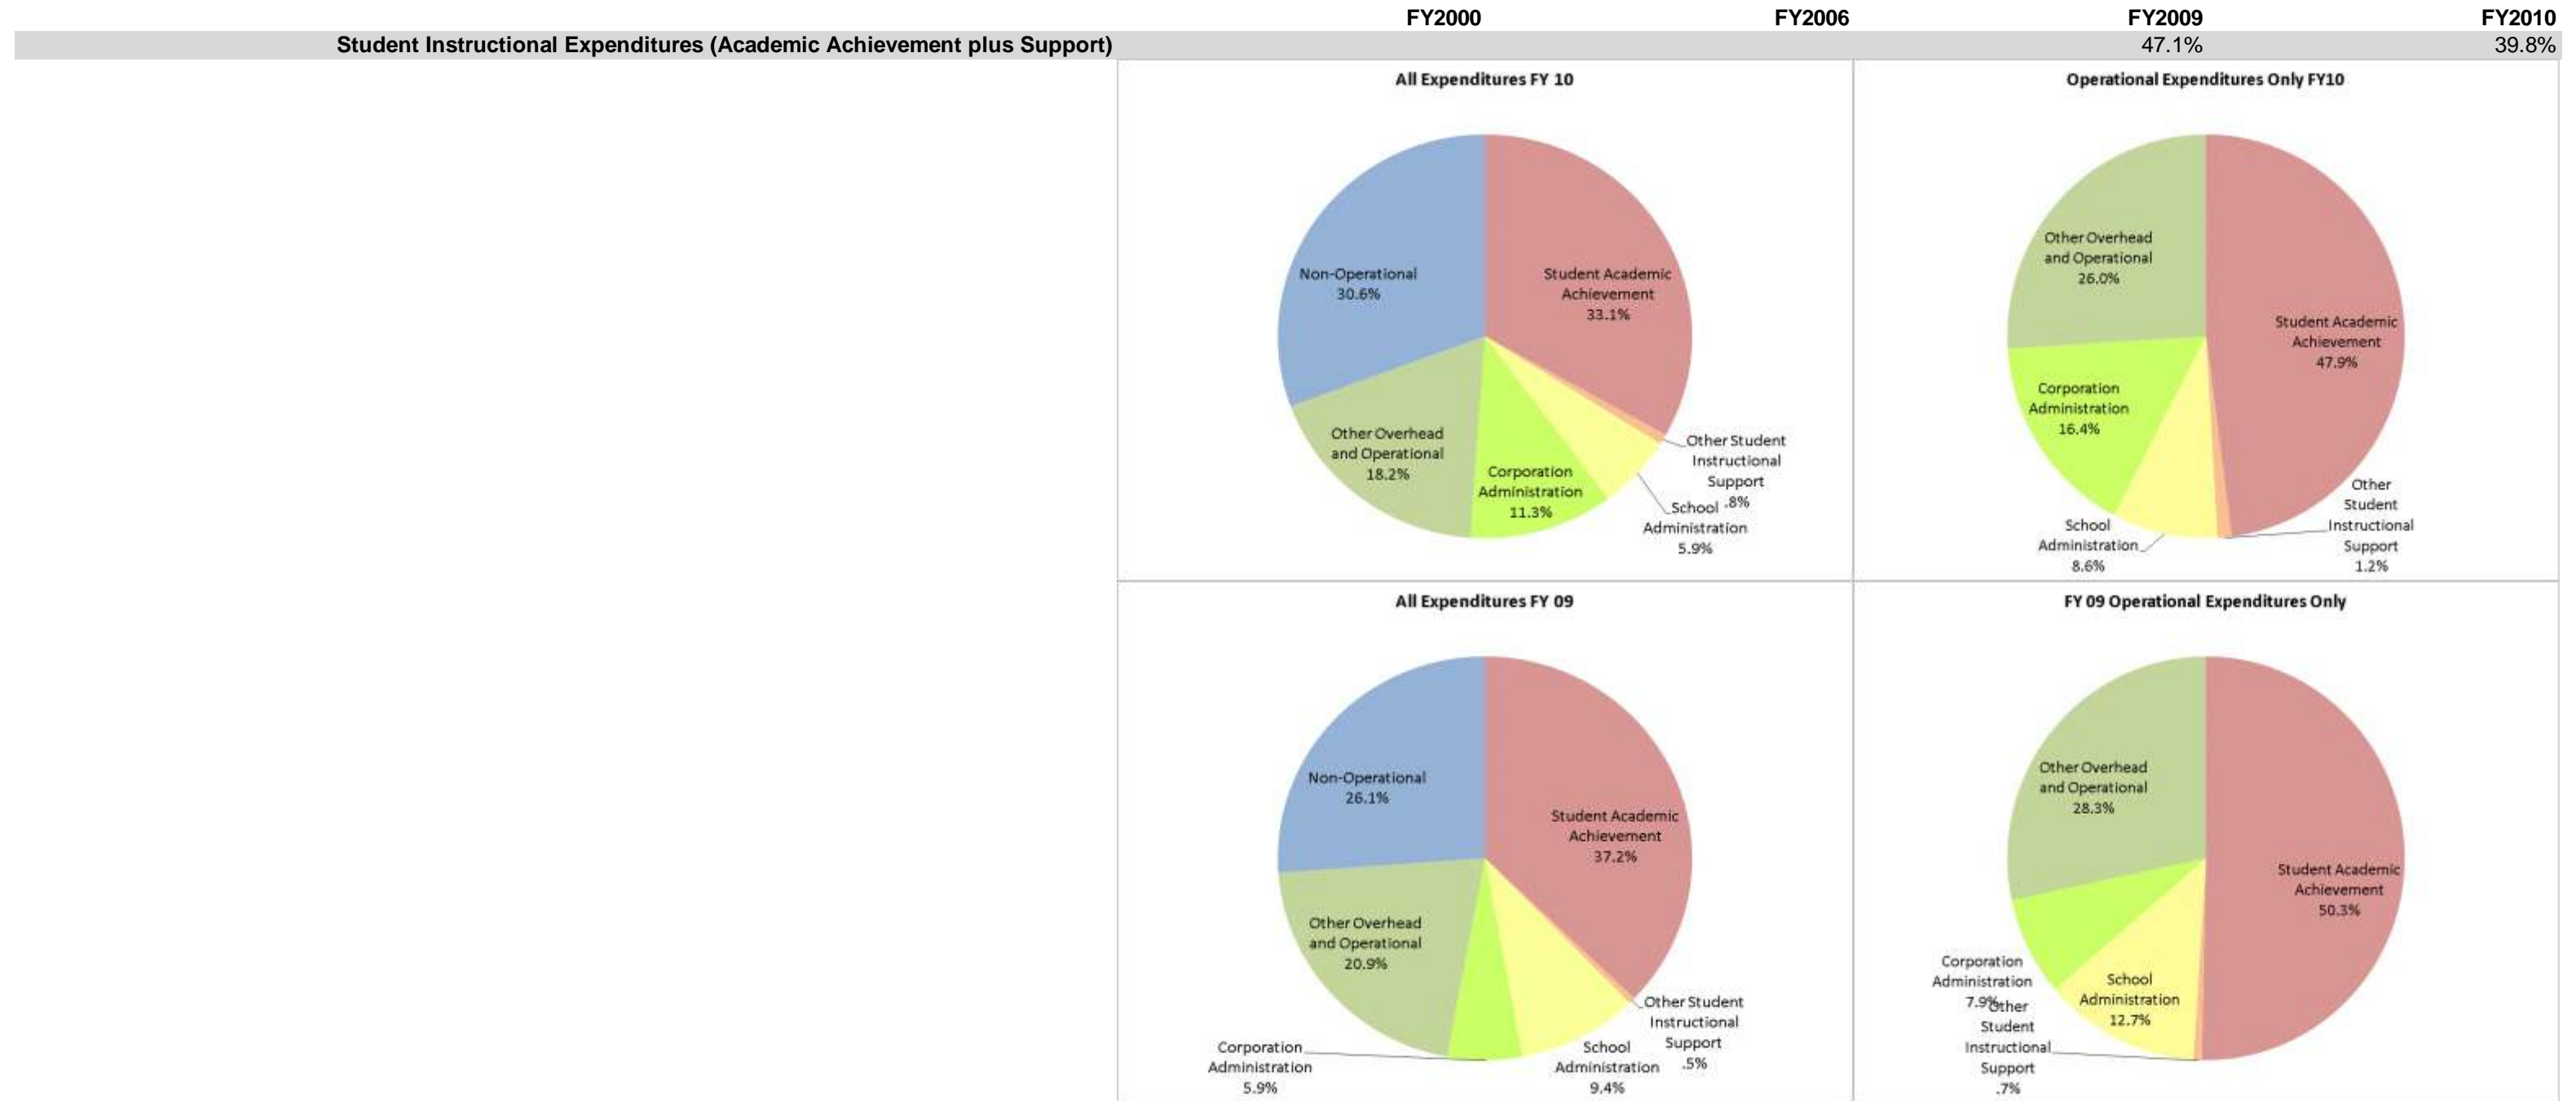 FY2000 FY2006 FY2009 FY2010
Student Instructional Expenditures (Academic Achievement plus Support) 47.1% 39.8%
All Expenditures FY 10
Non-Operational
30.6%
Student Academic
Achievement
33.1%
Other Overhead
and Operational
18.2%
Corporation
Administration
11.3%
Other Student
Instructional
Support
.8%
School
Administration
5.9%
Operational Expenditures Only FY10
Other Overhead
and Operational
26.0%
Student Academic
Achievement
47.9%
Corporation
Administration
16.4%
School
Administration
8.6%
Other
Student
Instructional
Support
1.2%
All Expenditures FY 09
Non-Operational
26.1%
Student Academic
Achievement
37.2%
Other Overhead
and Operational
20.9%
Other Student
Instructional
Support
.5%
Corporation
Administration
5.9%
School
Administration
9.4%
FY 09 Operational Expenditures Only
Other Overhead
and Operational
28.3%
Student Academic
Achievement
50.3%
Corporation
Administration
7.9%
School
Administration
12.7%
Other
Student
Instructional
Support
.7%